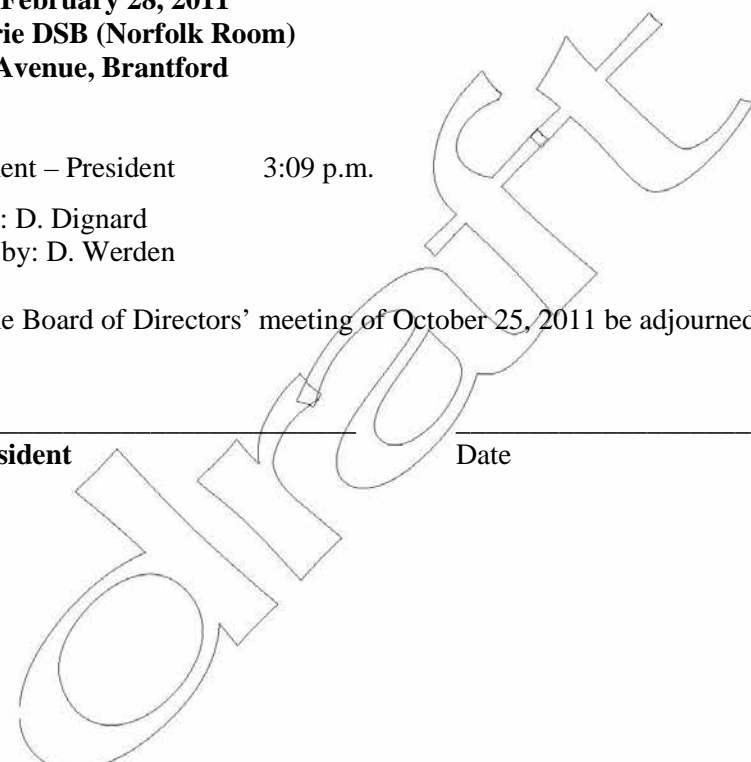 February 28, 2011
rie DSB (Norfolk Room)
Avenue, Brantford
ent – President 3:09 p.m.
: D. Dignard
by: D. Werden
e Board of Directors’ meeting of October 25, 2011 be adjourned
sident
Date
draft